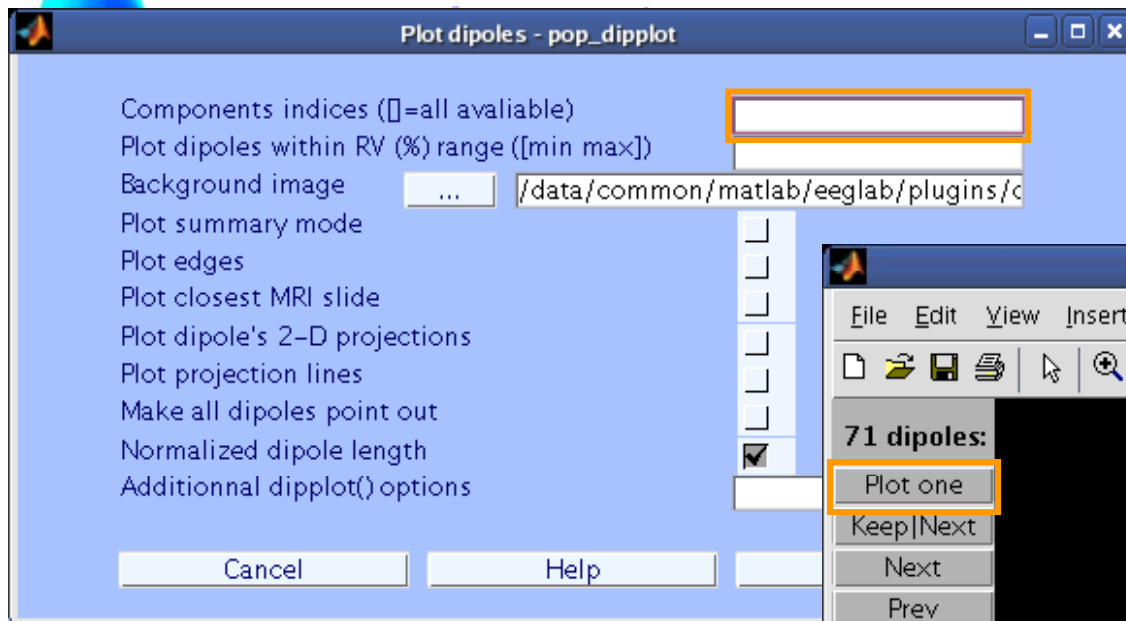 Plot dipoles - pop_dipplot
Components indices ([]=all avaliable)
Plot dipoles within RV (%) range ([min max])
Background image ... /data/common/matlab/eeglab/plugins/c
Plot summary mode
Plot edges
Plot closest MRI slide
Plot dipole's 2-D projections
Plot projection lines
Make all dipoles point out
Normalized dipole length
Additionnal dipplot() options
Cancel Help
File Edit View Insert
71 dipoles:
Plot one
Keep|Next
Next
Prev